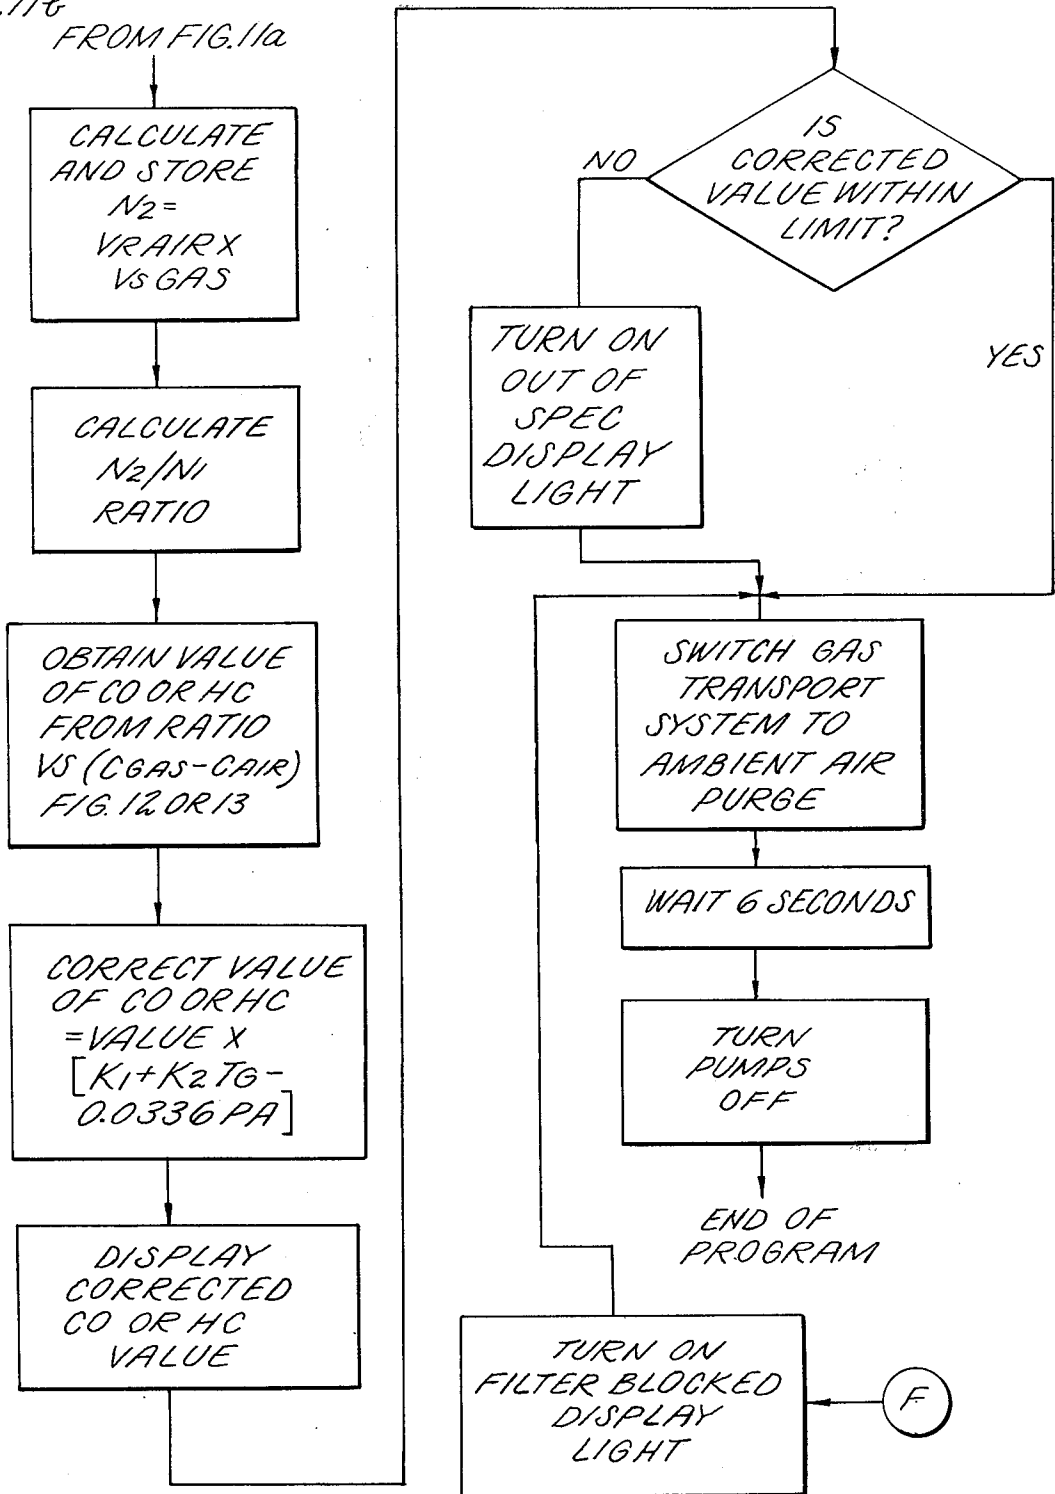 FROM FIG.11a
CALCULATE
AND STORE
N2=
VRAIR X
VS GAS
CALCULATE
N2/N1
RATIO
OBTAIN VALUE
OF CO OR HC
FROM RATIO
VS (CGAS-CAIR)
FIG. 12 OR 13
CORRECT VALUE
OF CO OR HC
=VALUE X
[K1+K2 TG-
0.0336 PA]
DISPLAY
CORRECTED
CO OR HC
VALUE
IS
CORRECTED
VALUE WITHIN
LIMIT?
NO
YES
TURN ON
OUT OF
SPEC
DISPLAY
LIGHT
SWITCH GAS
TRANSPORT
SYSTEM TO
AMBIENT AIR
PURGE
WAIT 6 SECONDS
TURN
PUMPS
OFF
END OF
PROGRAM
TURN ON
FILTER BLOCKED
DISPLAY
LIGHT
F